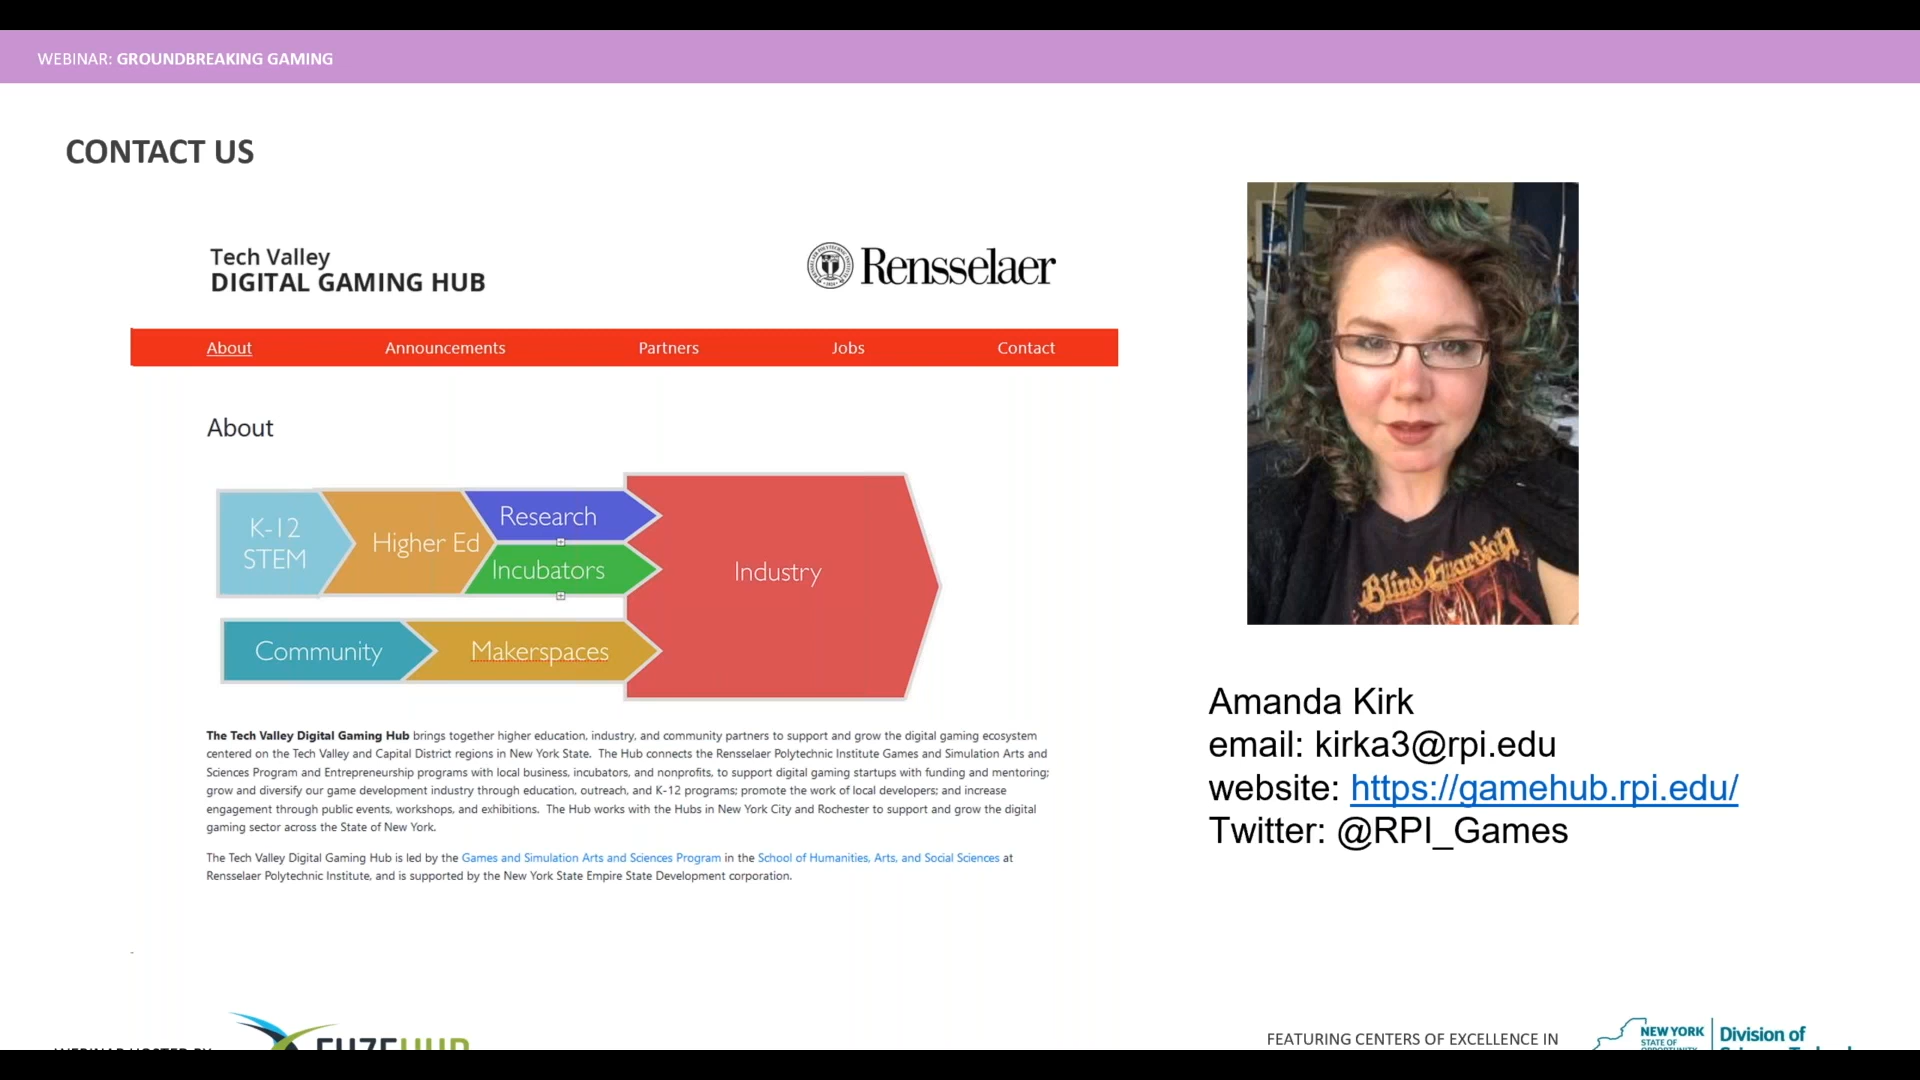 WEBINAR: GROUNDBREAKING GAMING
CONTACT US
Tech Valley
DIGITAL GAMING HUB
Rensselaer
About
Announcements
Partners
Jobs
Contact
About
K-12
STEM
Higher Ed
Research
Incubators
Industry
Community
Makerspaces
The Tech Valley Digital Gaming Hub brings together higher education, industry, and community partners to support and grow the digital gaming ecosystem
centered on the Tech Valley and Capital District regions in New York State. The Hub connects the Rensselaer Polytechnic Institute Games and Simulation Arts and
Sciences Program and Entrepreneurship programs with local business, incubators, and nonprofits, to support digital gaming startups with funding and mentoring;
grow and diversify our game development industry through education, outreach, and K-12 programs; promote the work of local developers; and increase
engagement through public events, workshops, and exhibitions. The Hub works with the Hubs in New York City and Rochester to support and grow the digital
gaming sector across the State of New York.
The Tech Valley Digital Gaming Hub is led by the Games and Simulation Arts and Sciences Program in the School of Humanities, Arts, and Social Sciences at
Rensselaer Polytechnic Institute, and is supported by the New York State Empire State Development corporation.
Blind Guardian
Amanda Kirk
email: kirka3@rpi.edu
website: https://gamehub.rpi.edu/
Twitter: @RPI_Games
WEBINAR HOSTED BY
FUZEHUB
FEATURING CENTERS OF EXCELLENCE IN
NEW YORK
STATE OF
Division of